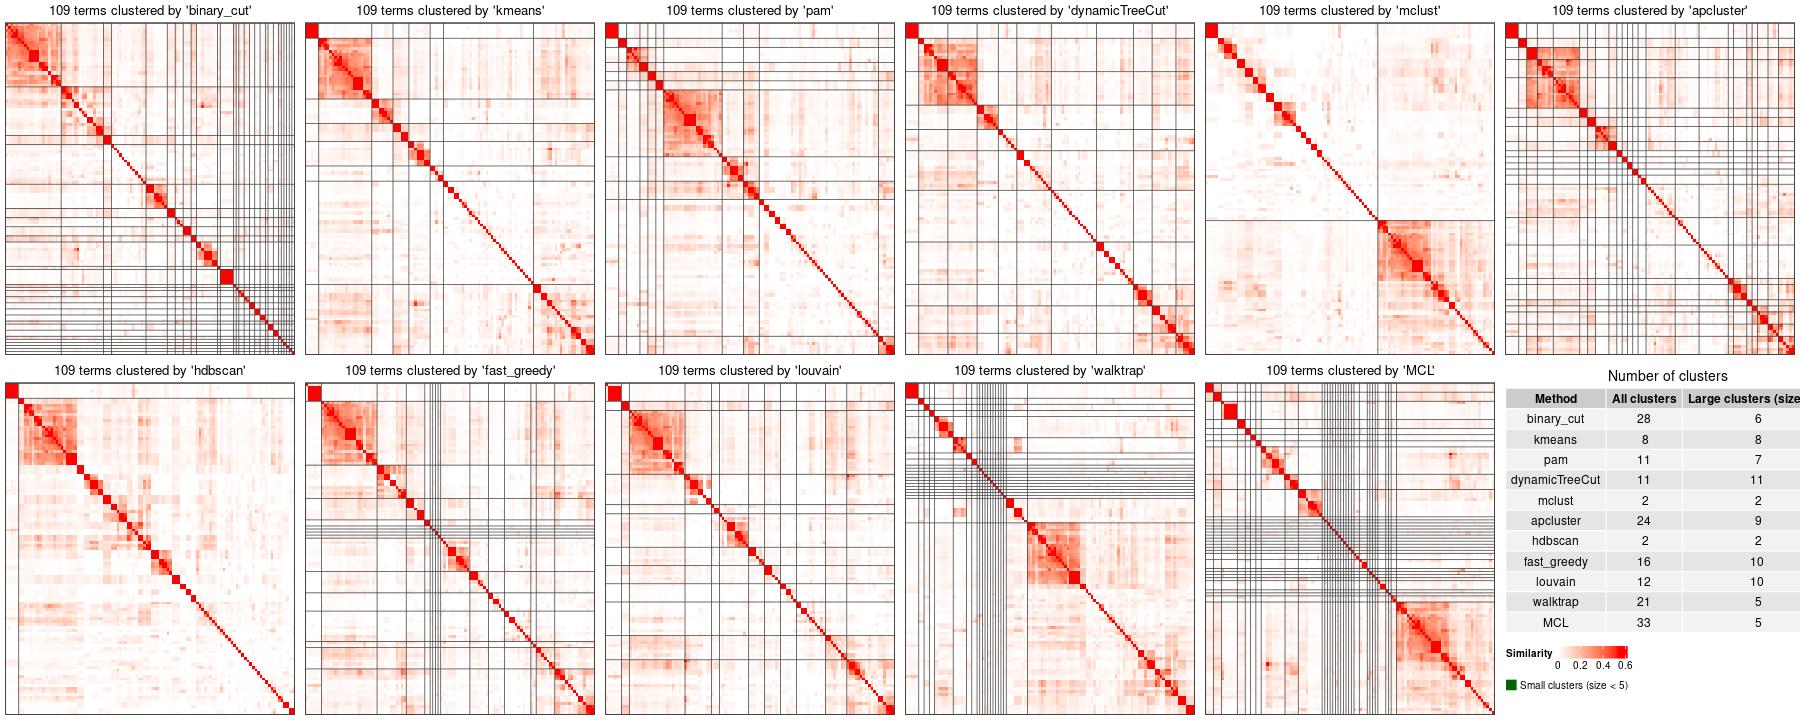 109 terms clustered by 'binary_cut'
109 terms clustered by 'kmeans'
109 terms clustered by 'pam'
109 terms clustered by 'dynamicTreeCut'
109 terms clustered by 'mclust'
109 terms clustered by 'apcluster'
109 terms clustered by 'hdbscan'
109 terms clustered by 'fast_greedy'
109 terms clustered by 'louvain'
109 terms clustered by 'walktrap'
109 terms clustered by 'MCL'
Number of clusters
Method All clusters Large clusters (size
binary_cut 28 6
kmeans 8 8
pam 11 7
dynamicTreeCut 11 11
mclust 2 2
apcluster 24 9
hdbscan 2 2
fast_greedy 16 10
louvain 12 10
walktrap 21 5
MCL 33 5
Similarity
0 0.2 0.4 0.6
Small clusters (size < 5)